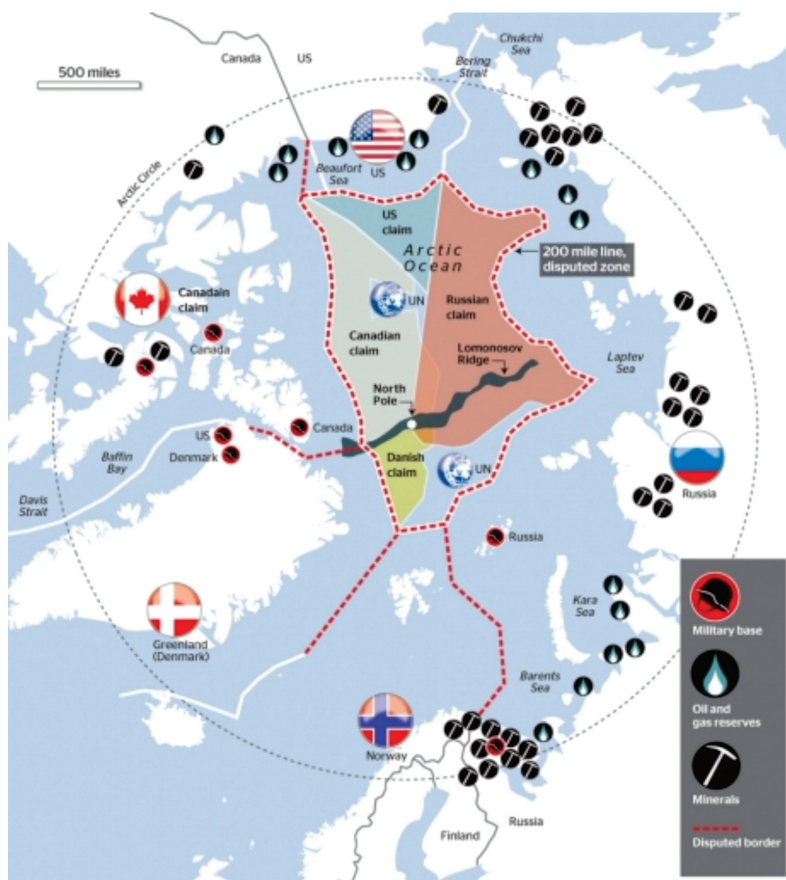 Chukchi
Sea
Canada
US
Bering
Strait
500 miles
Arctic Circle
Beaufort
Sea
US
US
claim
Arctic
Ocean
200 mile line,
disputed zone
Canadain
claim
UN
Russian
claim
Canadian
claim
Canada
Lomonosov
Ridge
Laptev
Sea
North
Pole
Canada
US
Denmark
Baffin
Bay
Danish
claim
UN
Davis
Strait
Russia
Russia
Kara
Sea
Greenland
(Denmark)
Barents
Sea
Norway
Finland
Russia
Military base
Oil and
gas reserves
Minerals
Disputed border